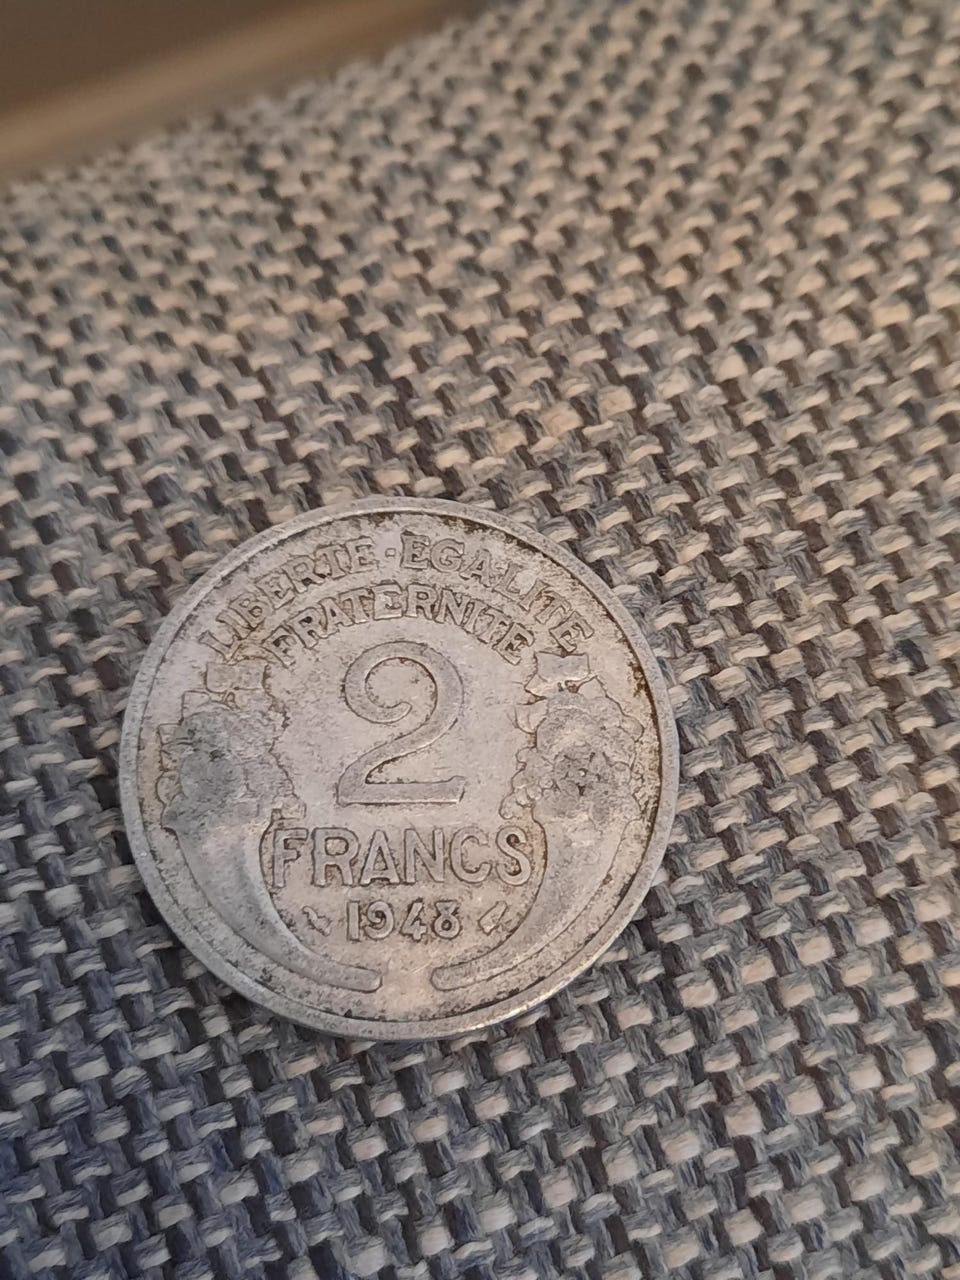 LIBERTE · EGALITE
FRATERNITE
2
FRANCS
1948